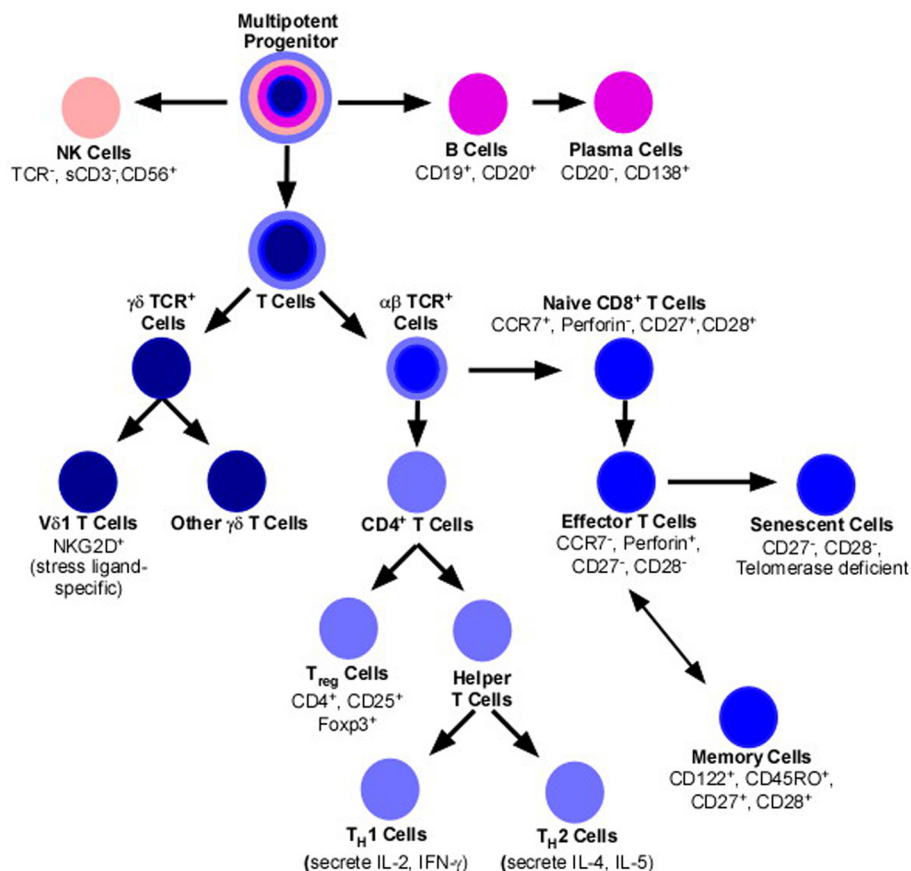 Multipotent
Progenitor
NK Cells
TCR⁻, sCD3⁻,CD56⁺
B Cells
CD19⁺, CD20⁺
Plasma Cells
CD20⁻, CD138⁺
T Cells
γδ TCR⁺
Cells
αβ TCR⁺
Cells
Naive CD8⁺ T Cells
CCR7⁺, Perforin⁻, CD27⁺,CD28⁺
Vδ1 T Cells
NKG2D⁺
(stress ligand-
specific)
Other γδ T Cells
CD4⁺ T Cells
Effector T Cells
CCR7⁻, Perforin⁺,
CD27⁻, CD28⁻
Senescent Cells
CD27⁻, CD28⁻,
Telomerase deficient
T_reg Cells
CD4⁺, CD25⁺
Foxp3⁺
Helper
T Cells
Memory Cells
CD122⁺, CD45RO⁺,
CD27⁺, CD28⁺
T_H1 Cells
(secrete IL-2, IFN-γ)
T_H2 Cells
(secrete IL-4, IL-5)